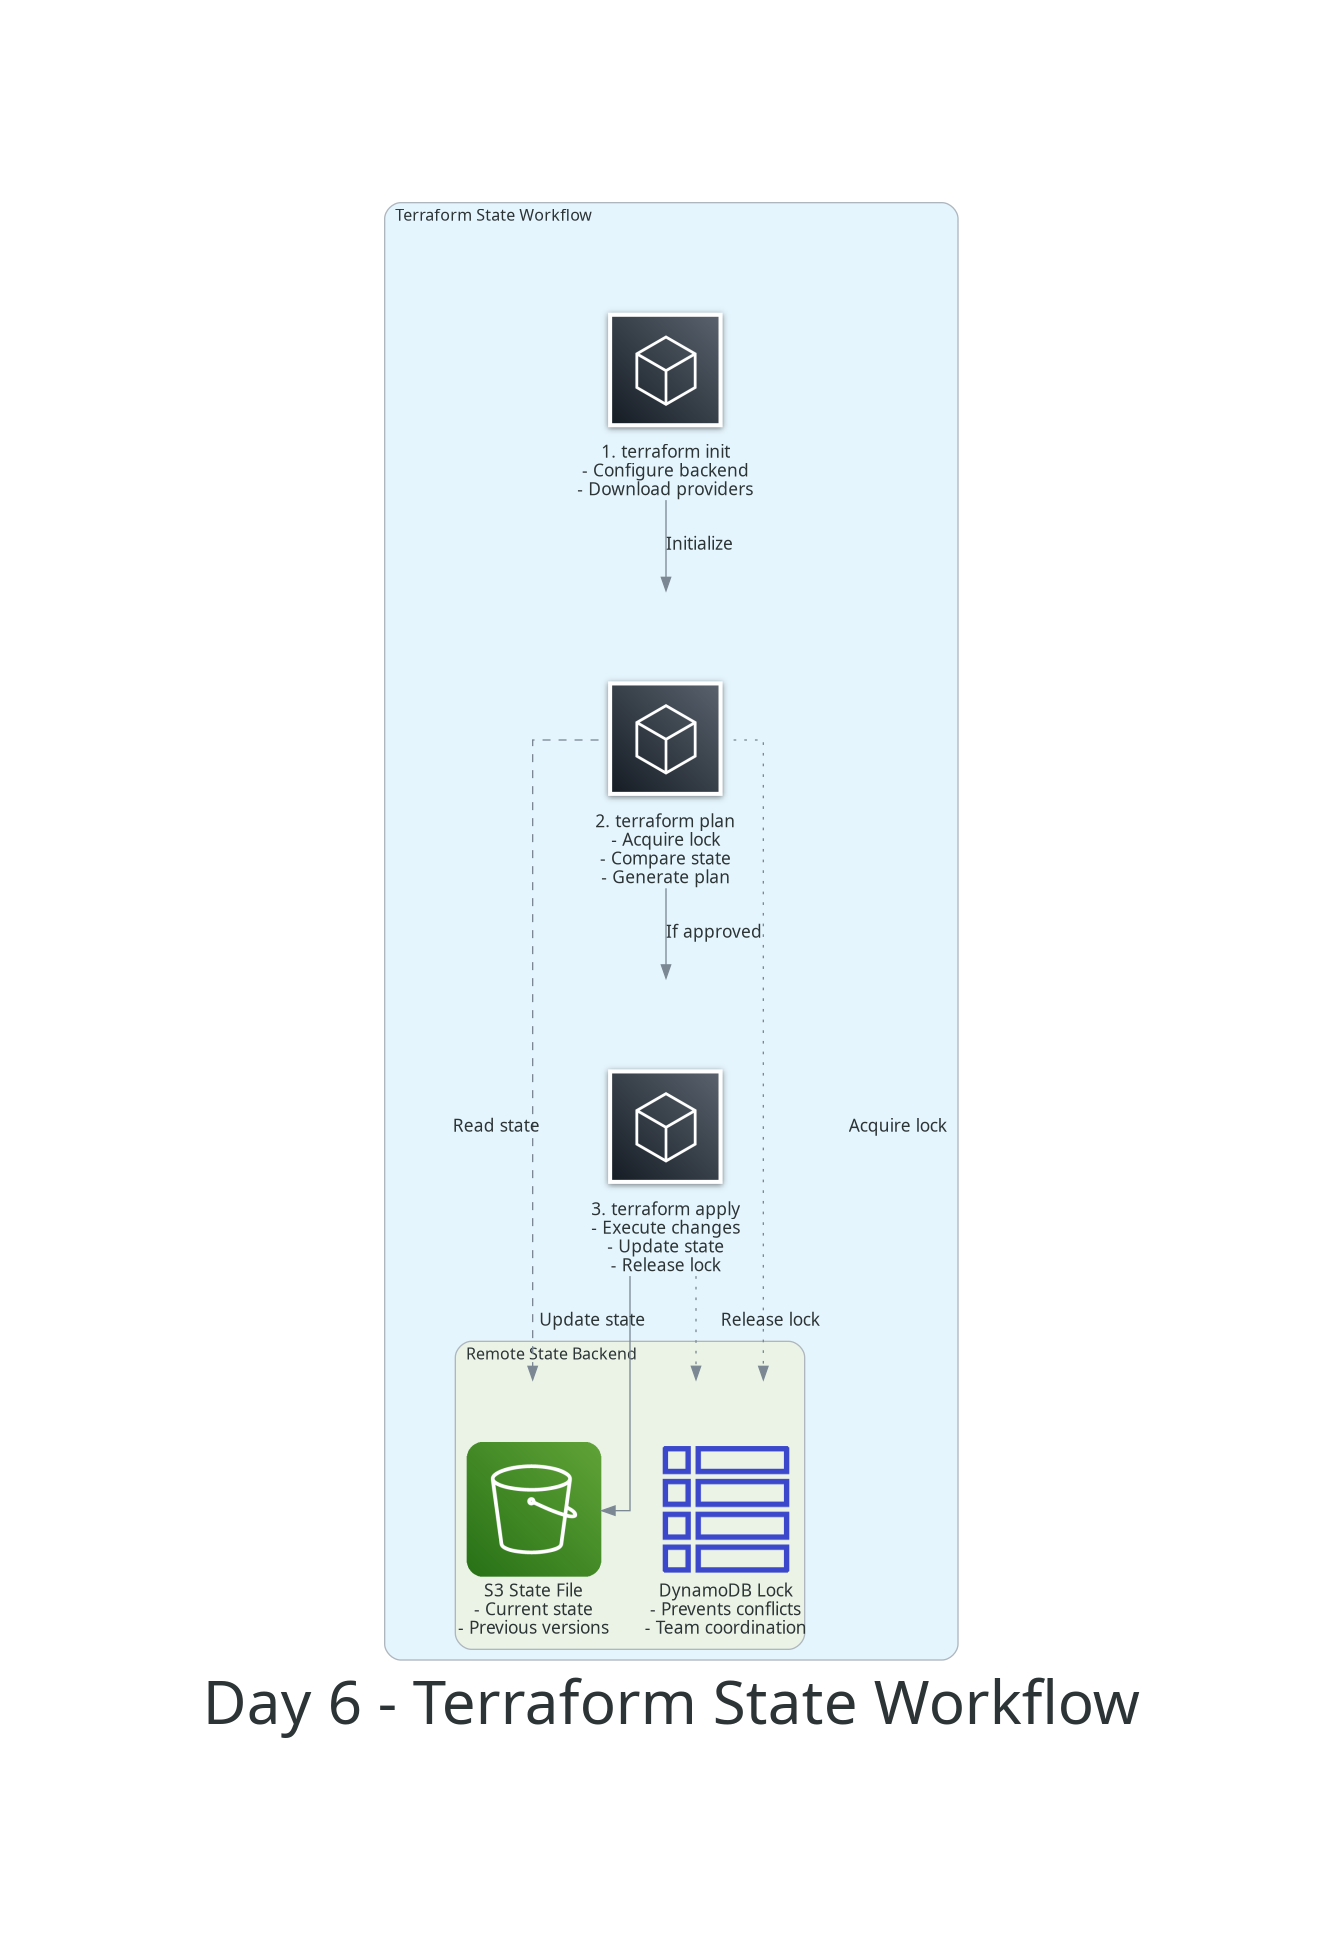 Terraform State Workflow
1. terraform init
- Configure backend
- Download providers
Initialize
2. terraform plan
- Acquire lock
- Compare state
- Generate plan
If approved
Read state
Acquire lock
3. terraform apply
- Execute changes
- Update state
- Release lock
Update state
Release lock
Remote State Backend
S3 State File
- Current state
- Previous versions
DynamoDB Lock
- Prevents conflicts
- Team coordination
Day 6 - Terraform State Workflow